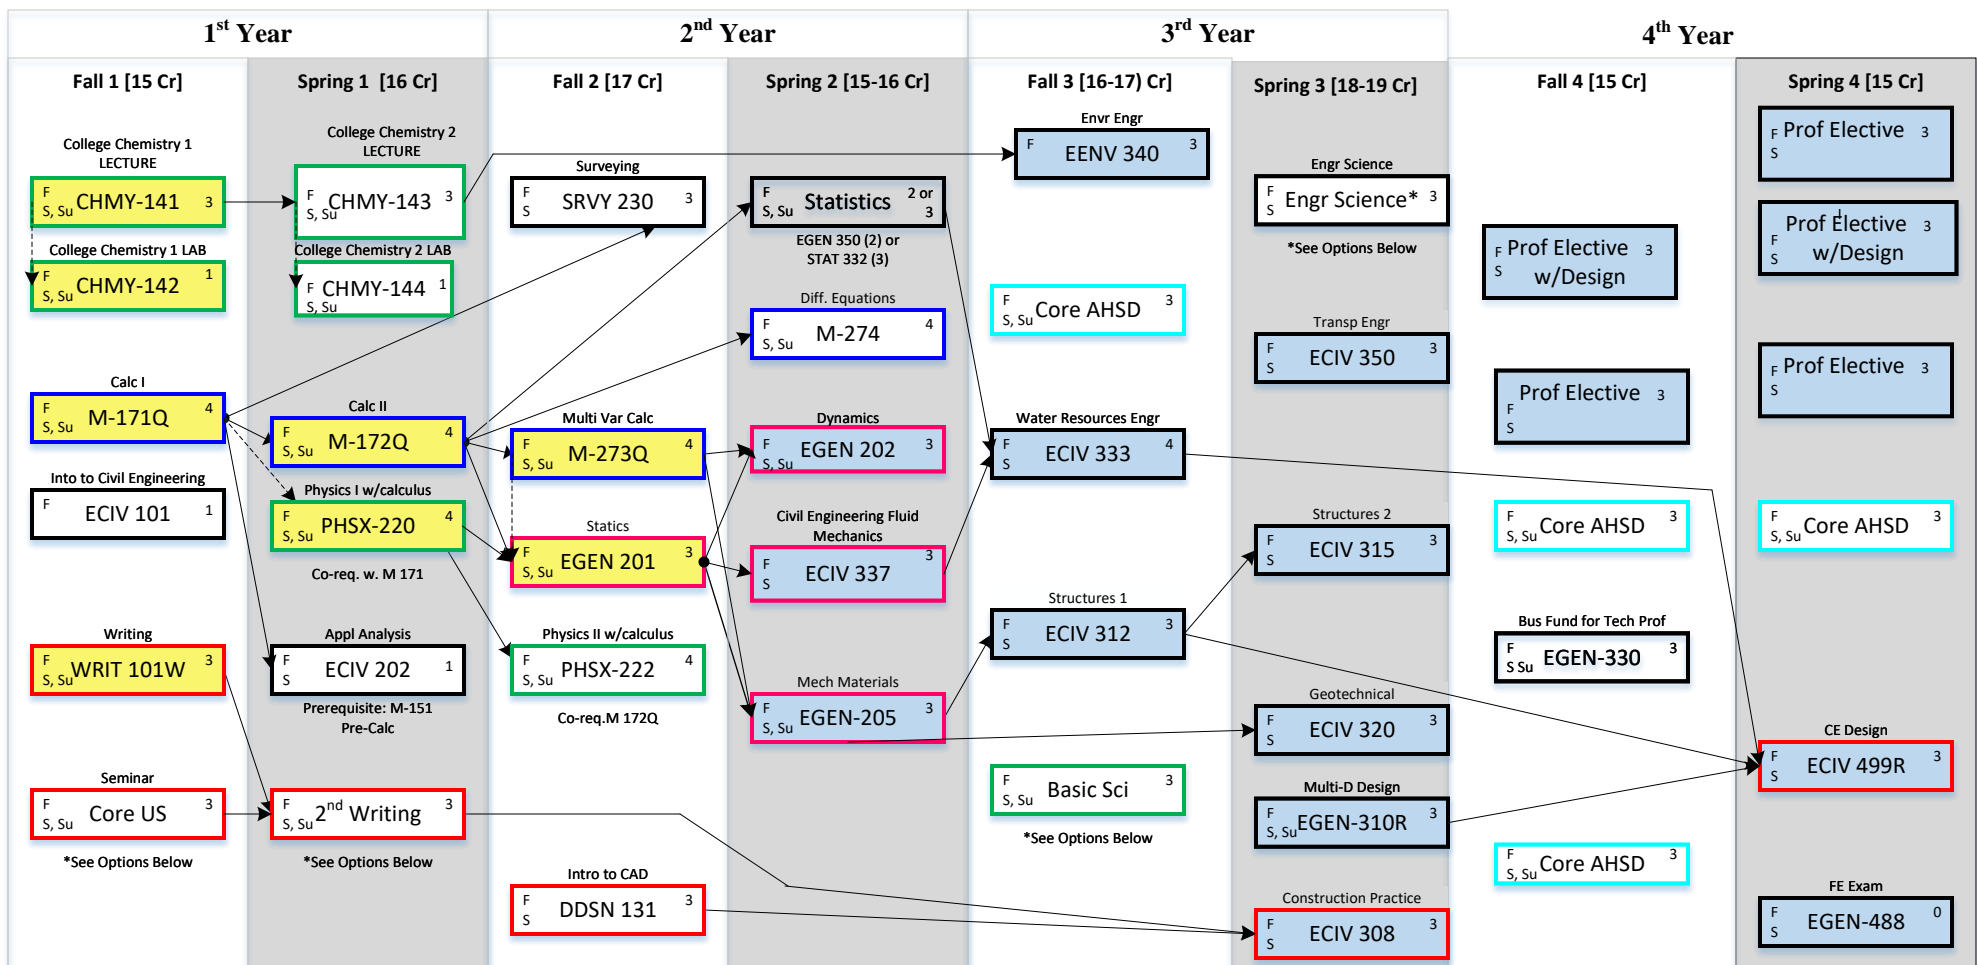 1st Year
2nd Year
3rd Year
4th Year
Fall 1 [15 Cr]
Spring 1 [16 Cr]
Fall 2 [17 Cr]
Spring 2 [15-16 Cr]
Fall 3 [16-17) Cr]
Spring 3 [18-19 Cr]
Fall 4 [15 Cr]
Spring 4 [15 Cr]
College Chemistry 1
LECTURE
F
S, Su
CHMY-141
3
College Chemistry 1 LAB
F
S, Su
CHMY-142
1
Calc I
F
S, Su
M-171Q
4
Into to Civil Engineering
F
ECIV 101
1
Writing
F
S, Su
WRIT 101W
3
Seminar
F
S, Su
Core US
3
*See Options Below
College Chemistry 2
LECTURE
F
S, Su
CHMY-143
3
College Chemistry 2 LAB
F
S, Su
CHMY-144
1
Calc II
F
S, Su
M-172Q
4
Physics I w/calculus
F
S, Su
PHSX-220
4
Co-req. w. M 171
Appl Analysis
F
S
ECIV 202
1
Prerequisite: M-151
Pre-Calc
F
S, Su
2nd Writing
3
*See Options Below
Surveying
F
S
SRVY 230
3
Multi Var Calc
F
S, Su
M-273Q
4
Statics
F
S, Su
EGEN 201
3
Physics II w/calculus
F
S, Su
PHSX-222
4
Co-req.M 172Q
Intro to CAD
F
S
DDSN 131
3
F
S, Su
Statistics
2 or
3
EGEN 350 (2) or
STAT 332 (3)
Diff. Equations
F
S, Su
M-274
4
Dynamics
F
S, Su
EGEN 202
3
Civil Engineering Fluid
Mechanics
F
S
ECIV 337
3
Mech Materials
F
S, Su
EGEN-205
3
Envr Engr
F
EENV 340
3
F
S, Su
Core AHSD
3
Water Resources Engr
F
S
ECIV 333
4
Structures 1
F
S
ECIV 312
3
F
S, Su
Basic Sci
3
*See Options Below
Engr Science
F
S
Engr Science*
3
*See Options Below
Transp Engr
F
S
ECIV 350
3
Structures 2
F
S
ECIV 315
3
Geotechnical
F
S
ECIV 320
3
Multi-D Design
F
S, Su
EGEN-310R
3
Construction Practice
F
S
ECIV 308
3
F
S
Prof Elective
w/Design
3
F
S
Prof Elective
3
F
S, Su
Core AHSD
3
Bus Fund for Tech Prof
F
S Su
EGEN-330
3
F
S, Su
Core AHSD
3
F
S
Prof Elective
3
F
S
Prof Elective
w/Design
3
F
S
Prof Elective
3
F
S, Su
Core AHSD
3
CE Design
F
S
ECIV 499R
3
FE Exam
F
S
EGEN-488
0